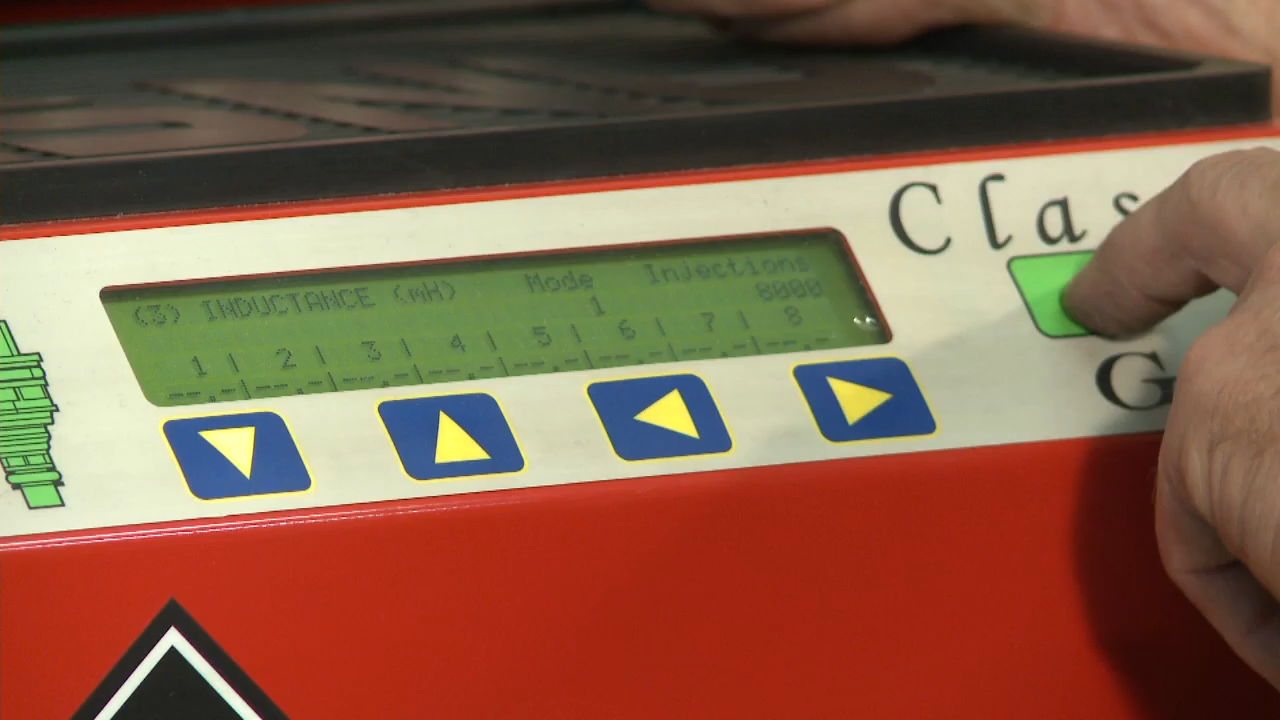 Clas
(3) INDUCTANCE (mH) Mode Injections
1 8000
1 | 2 | 3 | 4 | 5 | 6 | 7 | 8
--.-|--.-|--.-|--.-|--.-|--.-|--.-|--.-
G